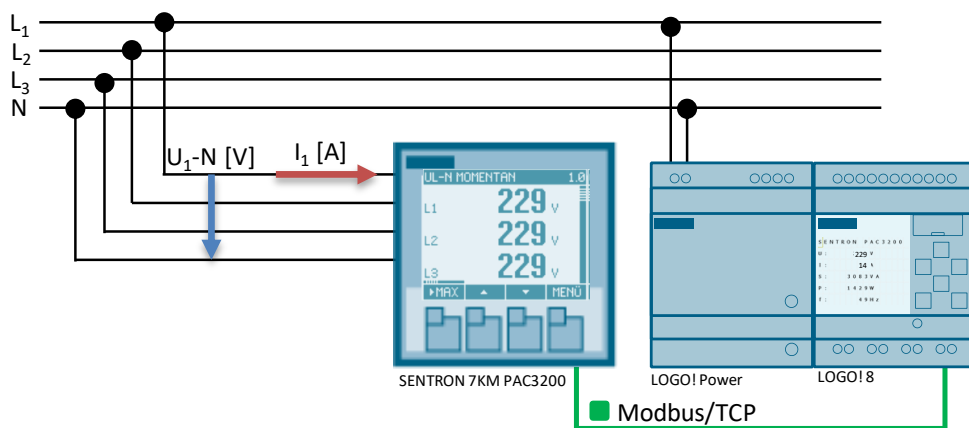 L1
L2
L3
N
U1-N [V]
I1 [A]
UL-N MOMENTAN 1.0
L1 229 V
L2 229 V
L3 229 V
▸MAX ▲ ▼ MENÜ
SENTRON 7KM PAC3200
SENTRON PAC3200
U: 229 V
I: 14 A
S: 3083VA
P: 1429W
T: 49Hz
LOGO! Power
LOGO! 8
Modbus/TCP